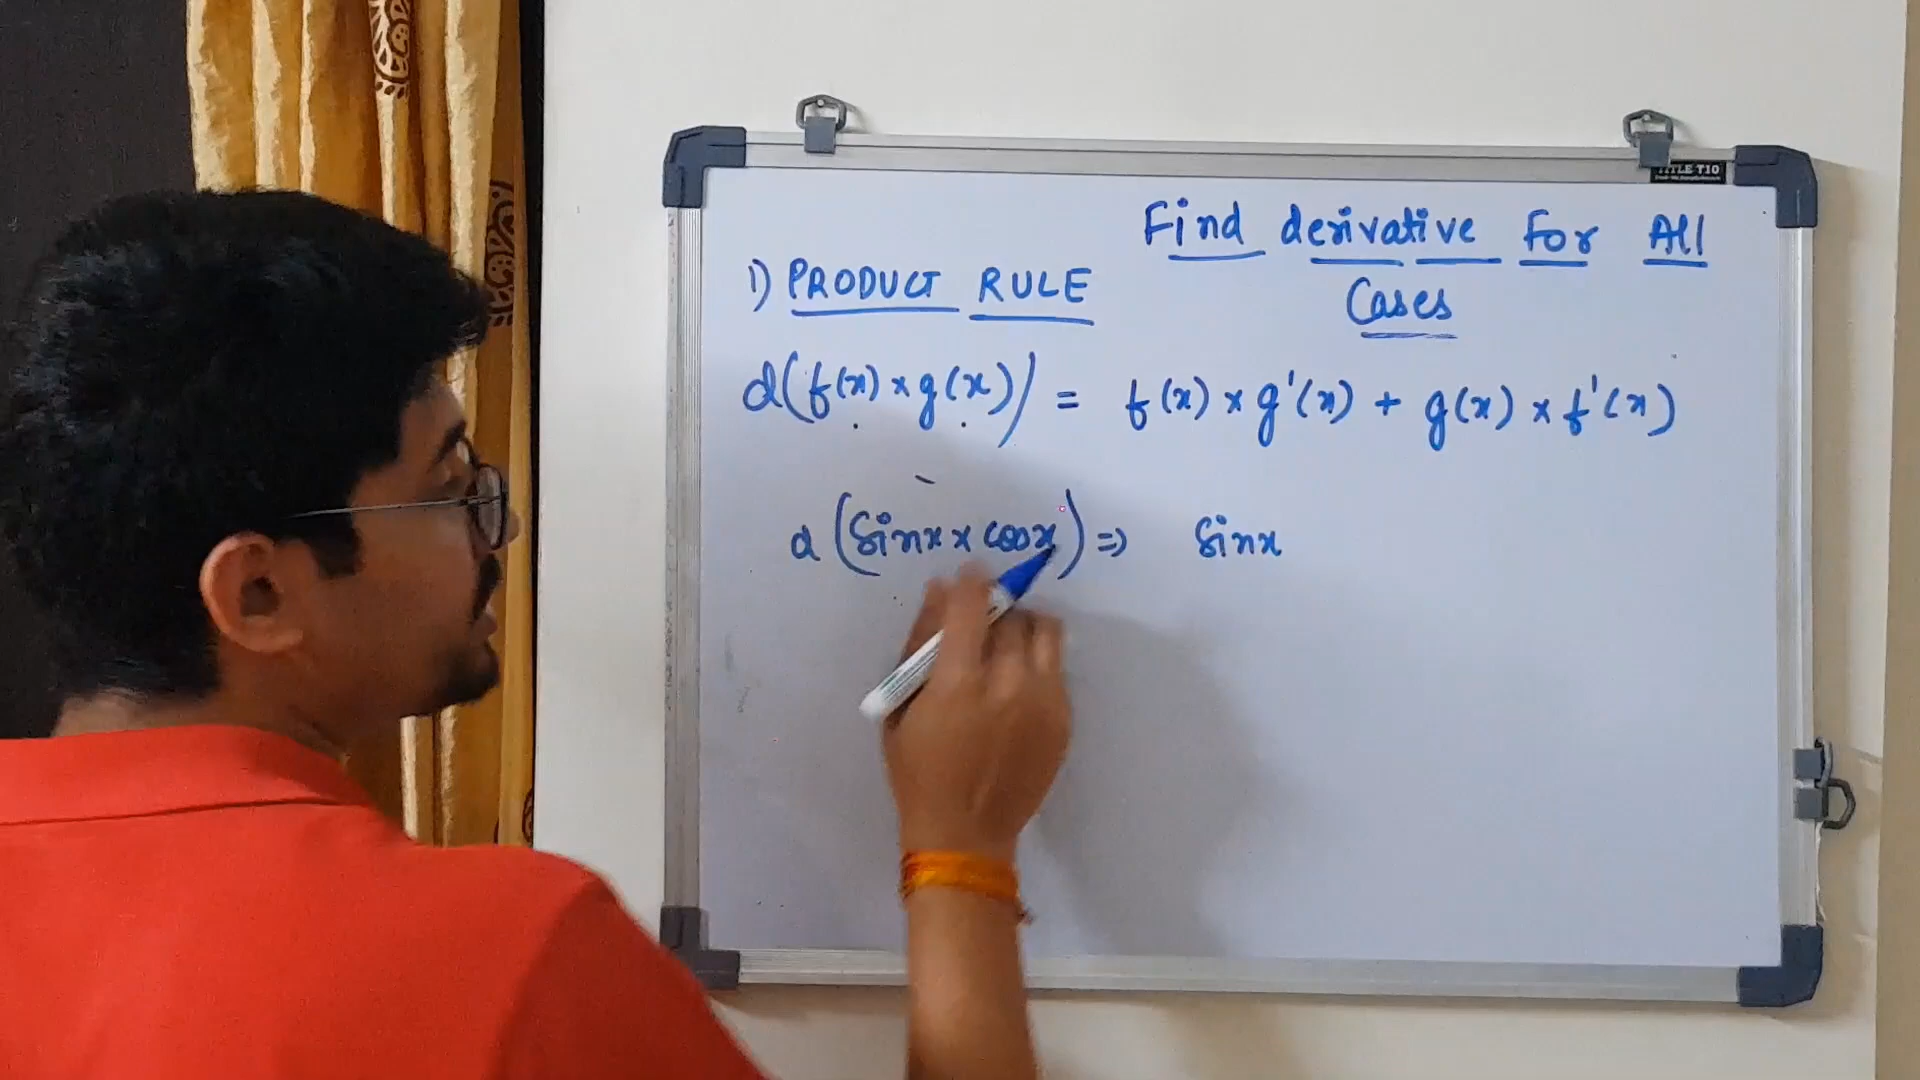 Find derivative For All
Cases
1) PRODUCT RULE
d(f(x) × g(x)) = f(x) × g'(x) + g(x) × f'(x)
d(Sinx × cosx) ⇒ Sinx